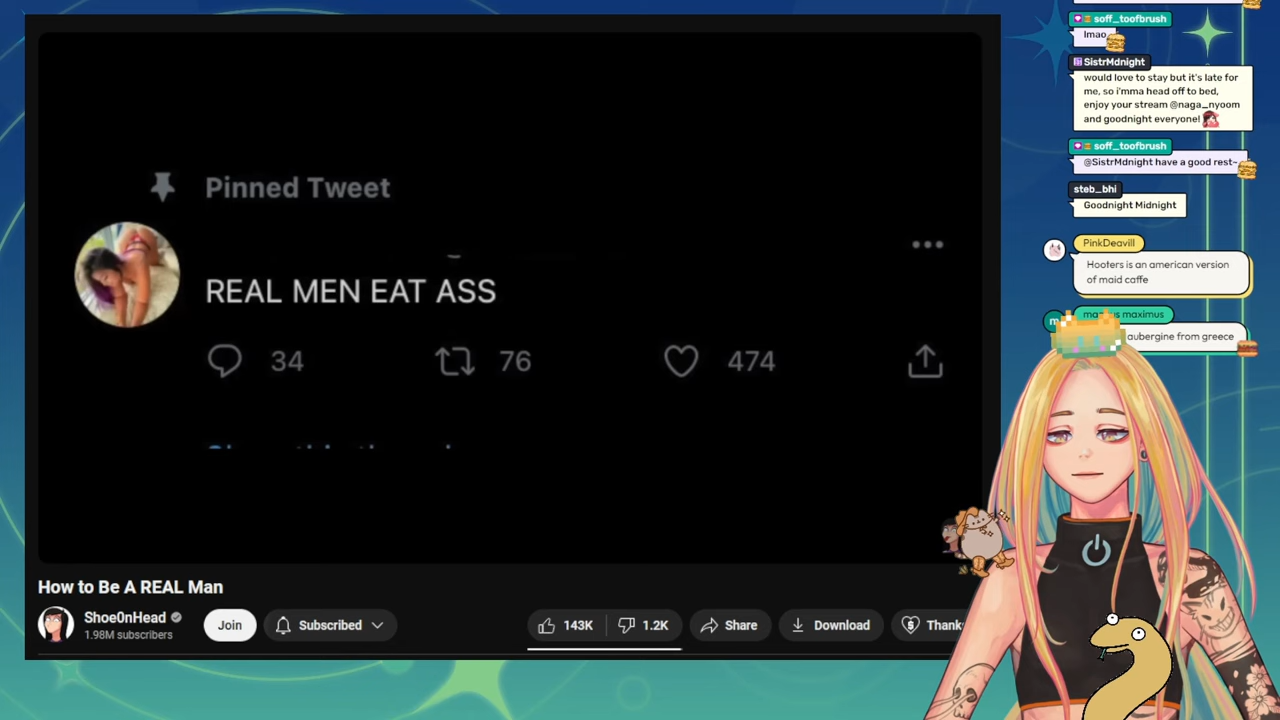 Pinned Tweet
REAL MEN EAT ASS
34
76
474
How to Be A REAL Man
Shoe0nHead
1.98M subscribers
Join
Subscribed
143K
1.2K
Share
Download
soff_toofbrush
lmao
SistrMdnight
would love to stay but it's late for
me, so i'mma head off to bed,
enjoy your stream @naga_nyoom
and goodnight everyone!
soff_toofbrush
@SistrMdnight have a good rest~
steb_bhi
Goodnight Midnight
PinkDeavill
Hooters is an american version
of maid caffe
maximus
aubergine from greece